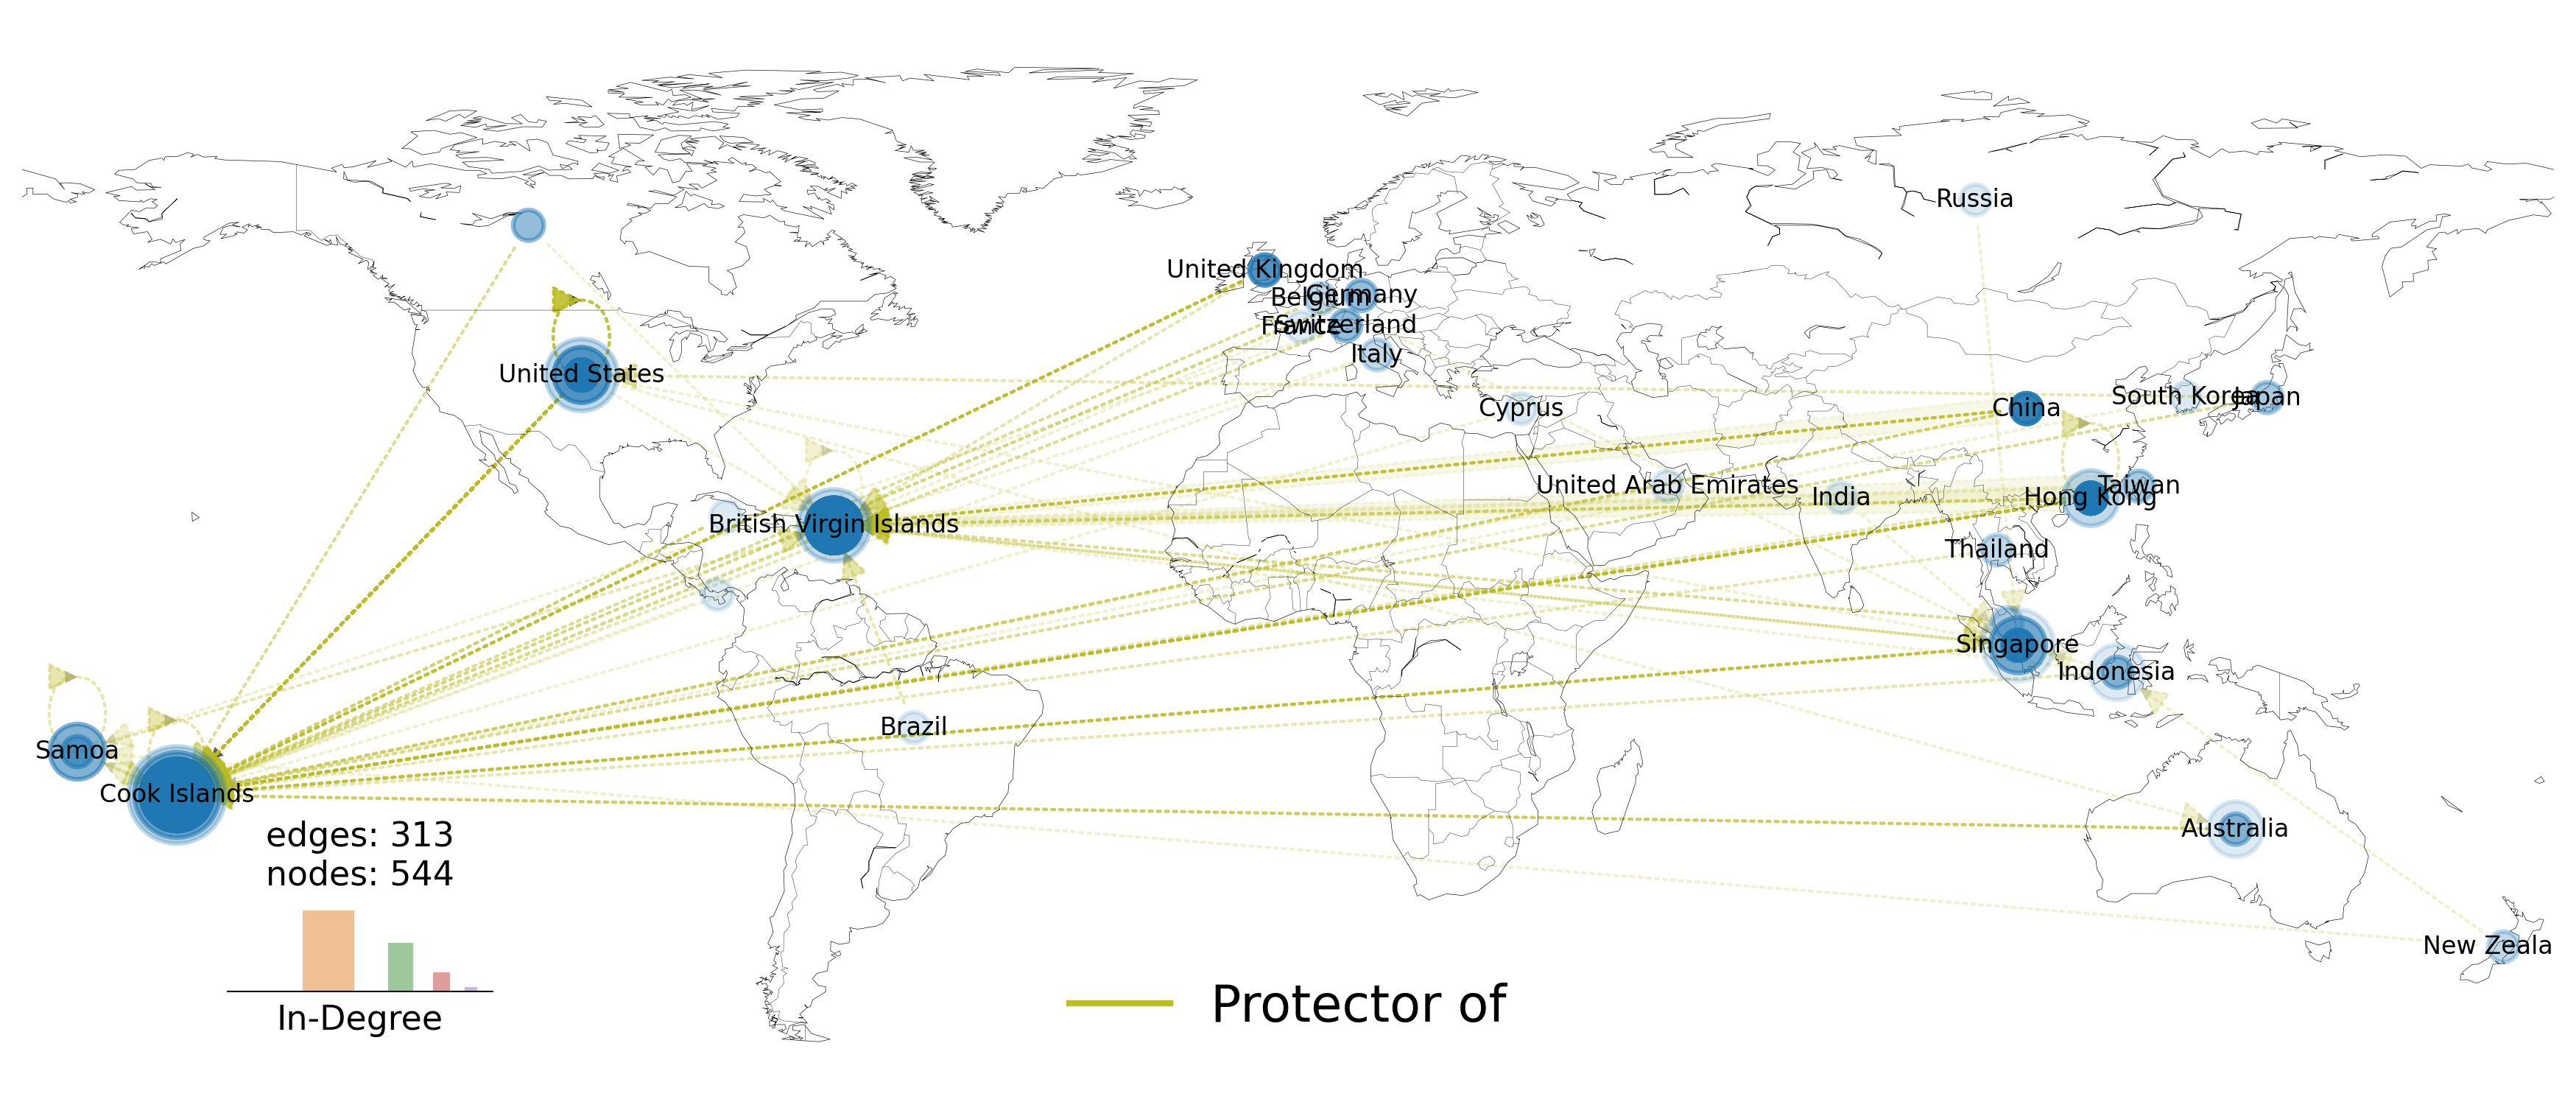 Russia
United Kingdom
Germany
Belgium
France
Switzerland
Italy
United States
South Korea
Japan
China
Cyprus
United Arab Emirates
India
Taiwan
Hong Kong
British Virgin Islands
Thailand
Singapore
Indonesia
Brazil
Samoa
Cook Islands
Australia
edges: 313
nodes: 544
New Zeala
In-Degree
Protector of